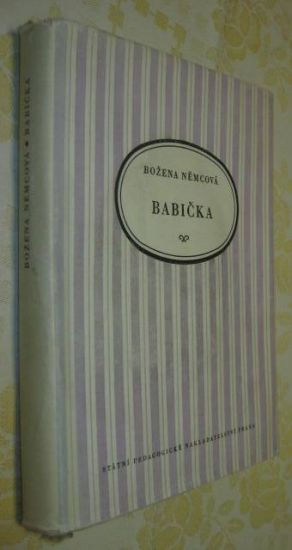 BOŽENA NĚMCOVÁ ★ BABIČKA
BOŽENA NĚMCOVÁ
BABIČKA
STÁTNÍ PEDAGOGICKÉ NAKLADATELSTVÍ PRAHA